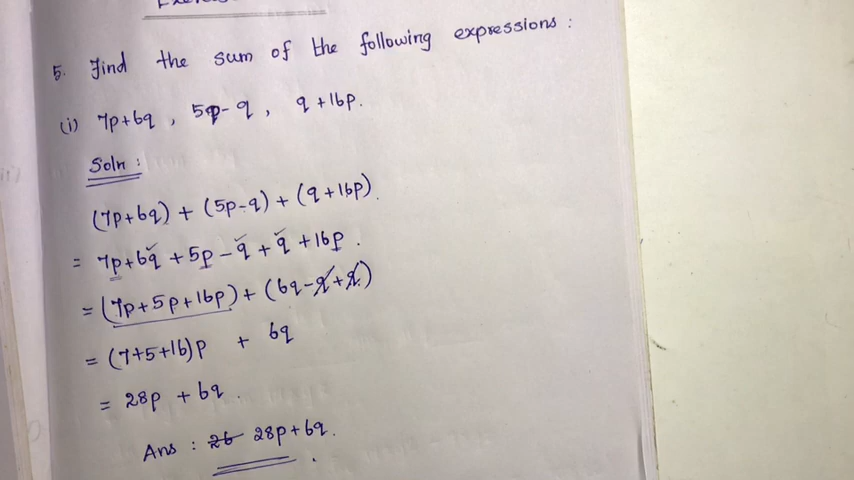 5. Find the sum of the following expressions :
(i) 7p+6q , 5p-q , q+16p.
Soln :
(7p+6q) + (5p-q) + (q+16p).
= 7p+6q +5p -q +q +16p .
= (7p+5p+16p) + (6q-q+q)
= (7+5+16)p + 6q
= 28p + 6q .
Ans : 26 28p+6q .